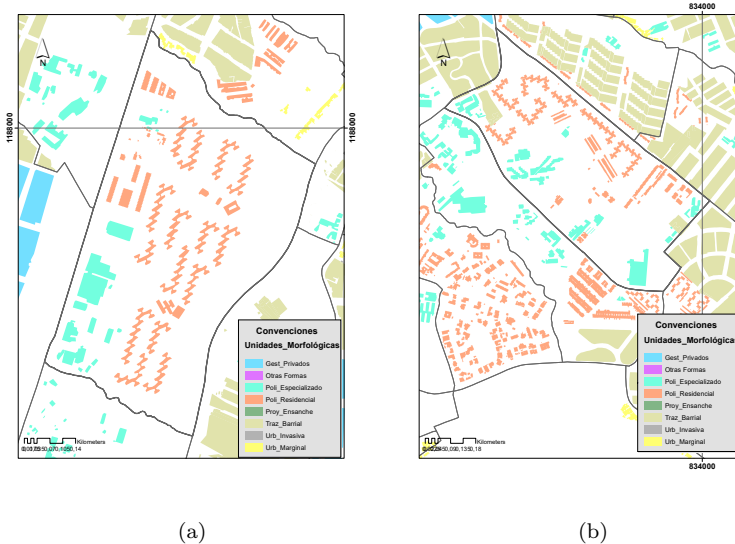 834000
N
N
1188000
1188000
Convenciones
Unidades_Morfológicas
Gest_Privados
Otras Formas
Poli_Especializado
Poli_Residencial
Proy_Ensanche
Traz_Barrial
Urb_Invasiva
Urb_Marginal
Kilometers
Convenciones
Unidades_Morfológicas
Gest_Privados
Otras Formas
Poli_Especializado
Poli_Residencial
Proy_Ensanche
Traz_Barrial
Urb_Invasiva
Urb_Marginal
Kilometers
834000
(a)
(b)